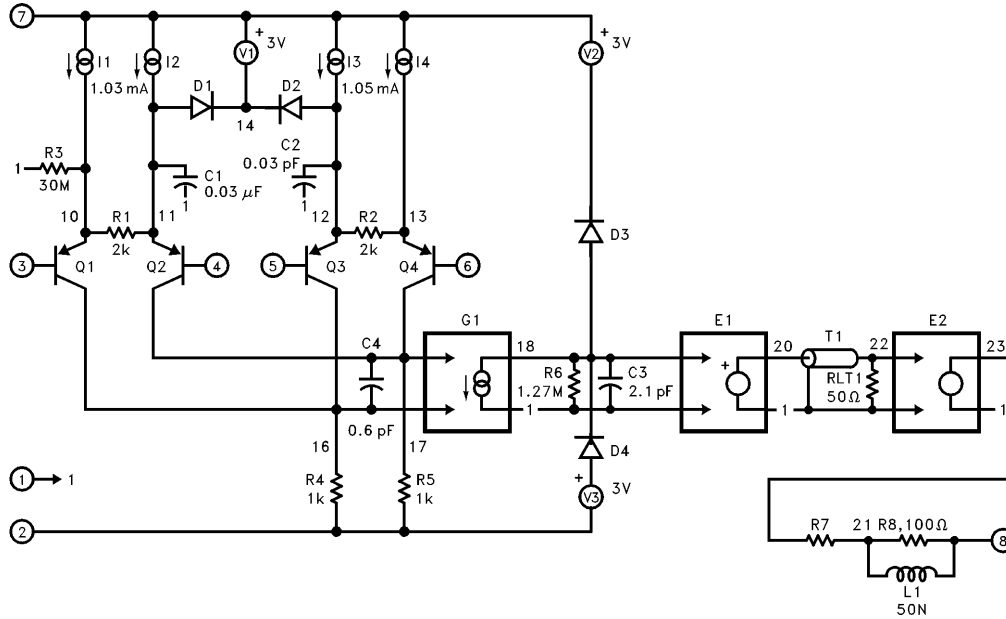 7
I1
I2
+
V1
3V
I3
I4
+
V2
3V
1.03 mA
D1
D2
1.05 mA
14
C2
0.03 pF
R3
1
30M
C1
0.03 µF
1
1
10
R1
11
12
R2
13
D3
2k
2k
3
Q1
Q2
4
5
Q3
Q4
6
G1
E1
T1
E2
C4
18
20
22
23
R6
1.27M
C3
2.1 pF
+
RLT1
50Ω
1
1
1
0.6 pF
16
17
D4
1
1
R4
1k
R5
1k
+
V3
3V
2
R7
21
R8,100Ω
8
L1
50N